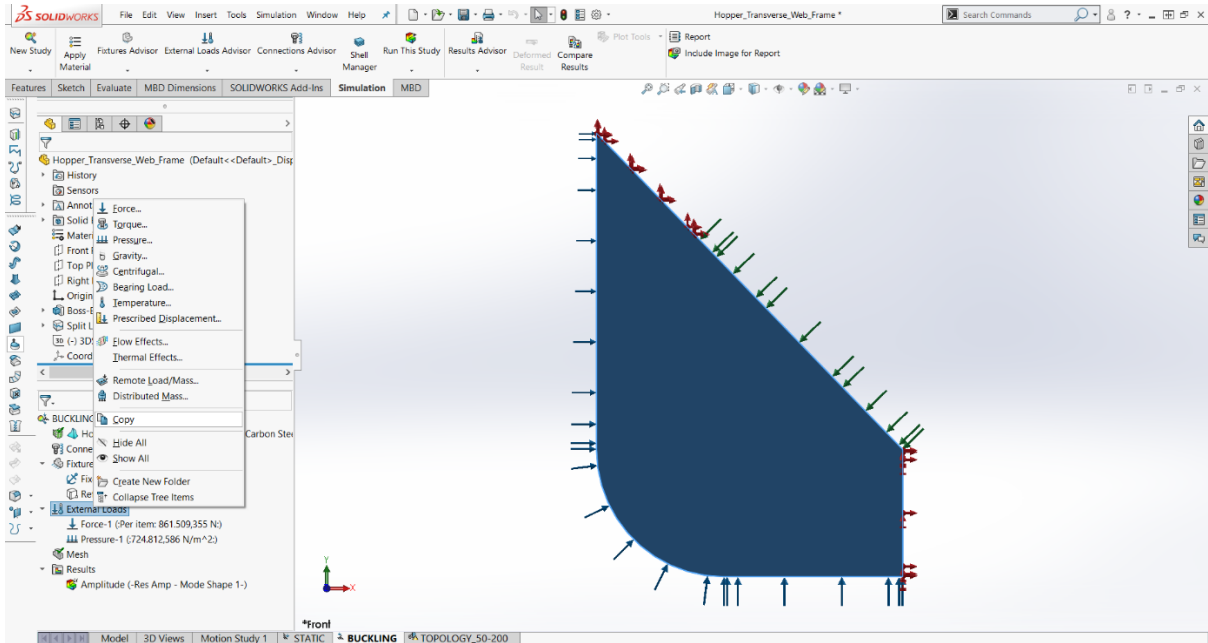 SOLIDWORKS File Edit View Insert Tools Simulation Window Help Hopper_Transverse_Web_Frame * Search Commands
New Study
Apply Material
Fixtures Advisor
External Loads Advisor
Connections Advisor
Shell Manager
Run This Study
Results Advisor
Deformed Result
Compare Results
Plot Tools
Report
Include Image for Report
Features Sketch Evaluate MBD Dimensions SOLIDWORKS Add-Ins Simulation MBD
Hopper_Transverse_Web_Frame (Default<<Default>_Disp
History
Sensors
Annot
Solid
Materi
Front
Top Pl
Right
Origin
Boss-E
Split L
(-) 3DS
Coord
Force...
Torque...
Pressure...
Gravity...
Centrifugal...
Bearing Load...
Temperature...
Prescribed Displacement...
Flow Effects...
Thermal Effects...
Remote Load/Mass...
Distributed Mass...
Copy
Hide All
Show All
Create New Folder
Collapse Tree Items
BUCKLING
Ho Carbon Stee
Conne
Fixture
Fix
Re
External Loads
Force-1 (:Per item: 861.509,355 N:)
Pressure-1 (:724.812,586 N/m^2:)
Mesh
Results
Amplitude (-Res Amp - Mode Shape 1-)
Y
X
*Front
Model 3D Views Motion Study 1 STATIC BUCKLING TOPOLOGY_50-200